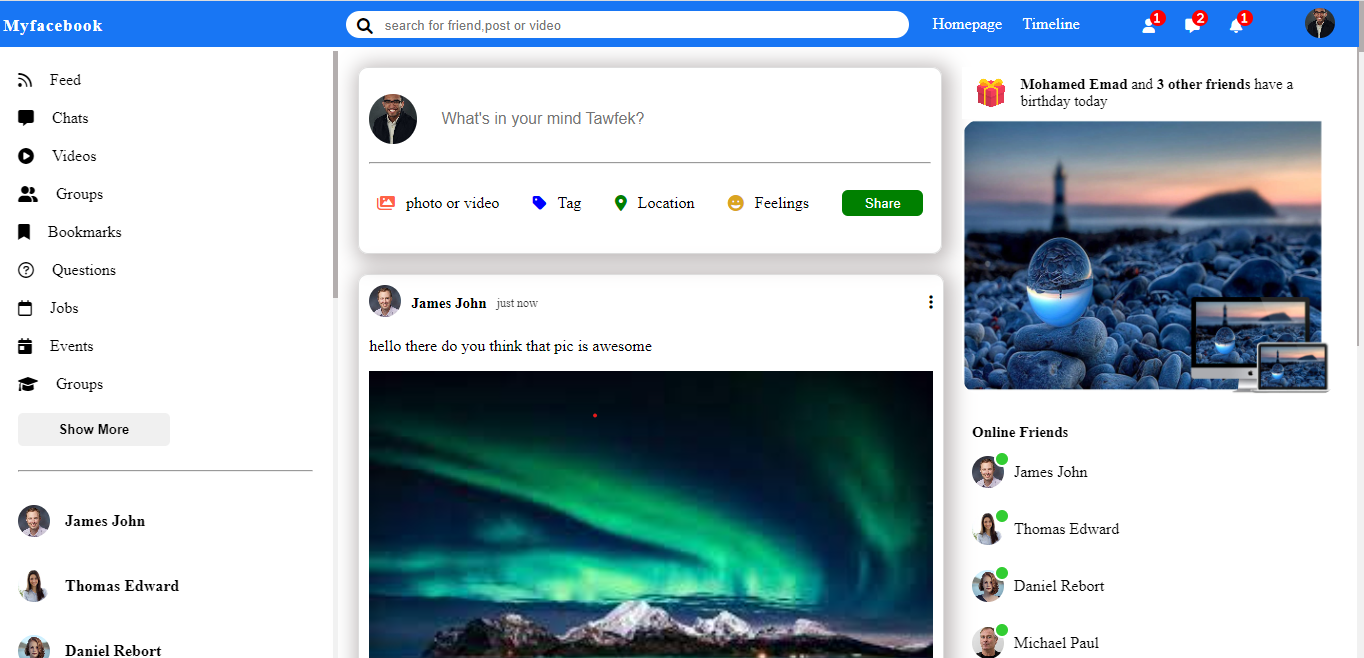 Myfacebook
search for friend,post or video
Homepage
Timeline
1
2
1
Feed
Chats
Videos
Groups
Bookmarks
Questions
Jobs
Events
Groups
Show More
James John
Thomas Edward
Daniel Rebort
What's in your mind Tawfek?
photo or video
Tag
Location
Feelings
Share
James John just now
hello there do you think that pic is awesome
Mohamed Emad and 3 other friends have a
birthday today
Online Friends
James John
Thomas Edward
Daniel Rebort
Michael Paul